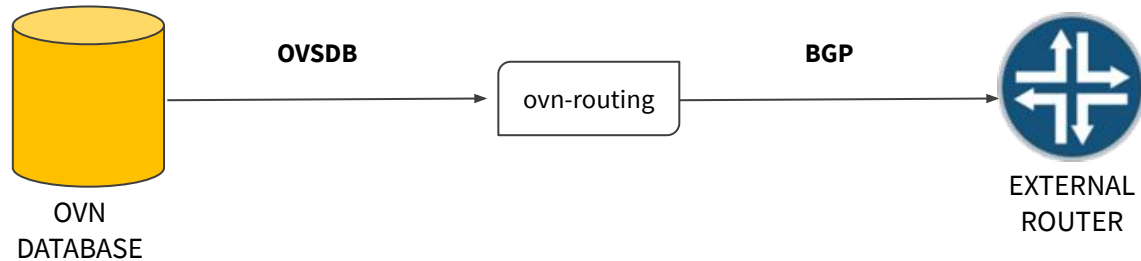 OVSDB
BGP
ovn-routing
OVN
DATABASE
EXTERNAL
ROUTER